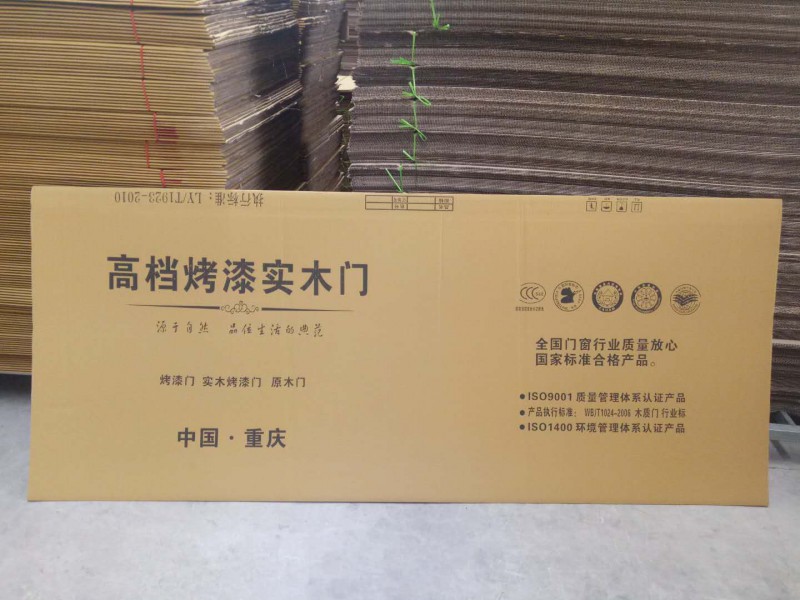 执行标准：LY/T1923-2010
高档烤漆实木门
源于自然 品位生活的典范
烤漆门 实木烤漆门 原木门
中国·重庆
全国门窗行业质量放心
国家标准合格产品。
●ISO9001 质量管理体系认证产品
●产品执行标准： WB/T1024-2006 木质门 行业标
●ISO1400 环境管理体系认证产品